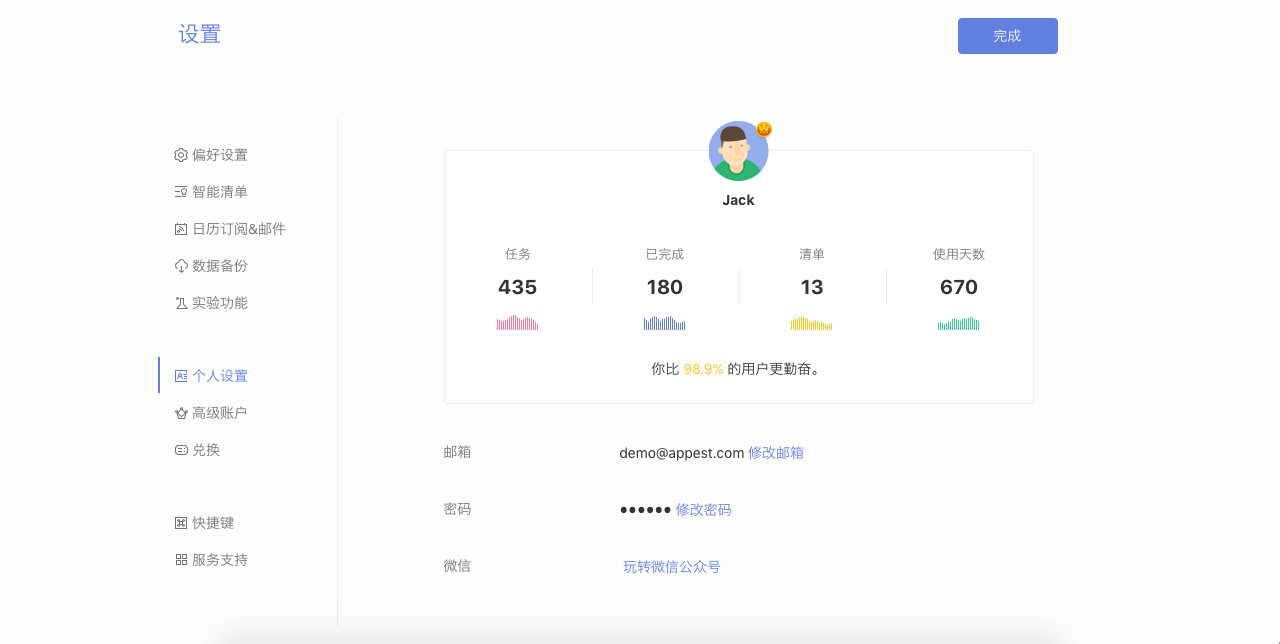 设置
完成
偏好设置
智能清单
日历订阅&邮件
数据备份
实验功能
个人设置
高级账户
兑换
快捷键
服务支持
Jack
任务 已完成 清单 使用天数
435 180 13 670
你比 98.9% 的用户更勤奋。
邮箱 demo@appest.com 修改邮箱
密码 ●●●●●● 修改密码
微信 玩转微信公众号